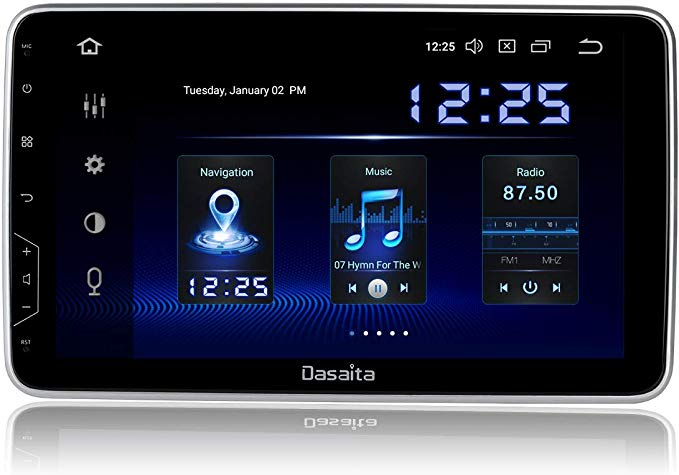 MIC
12:25
Tuesday, January 02 PM
12:25
Navigation
12:25
Music
07 Hymn For The W
Radio
87.50
50 70
FM1 MHZ
RST
Dasaita